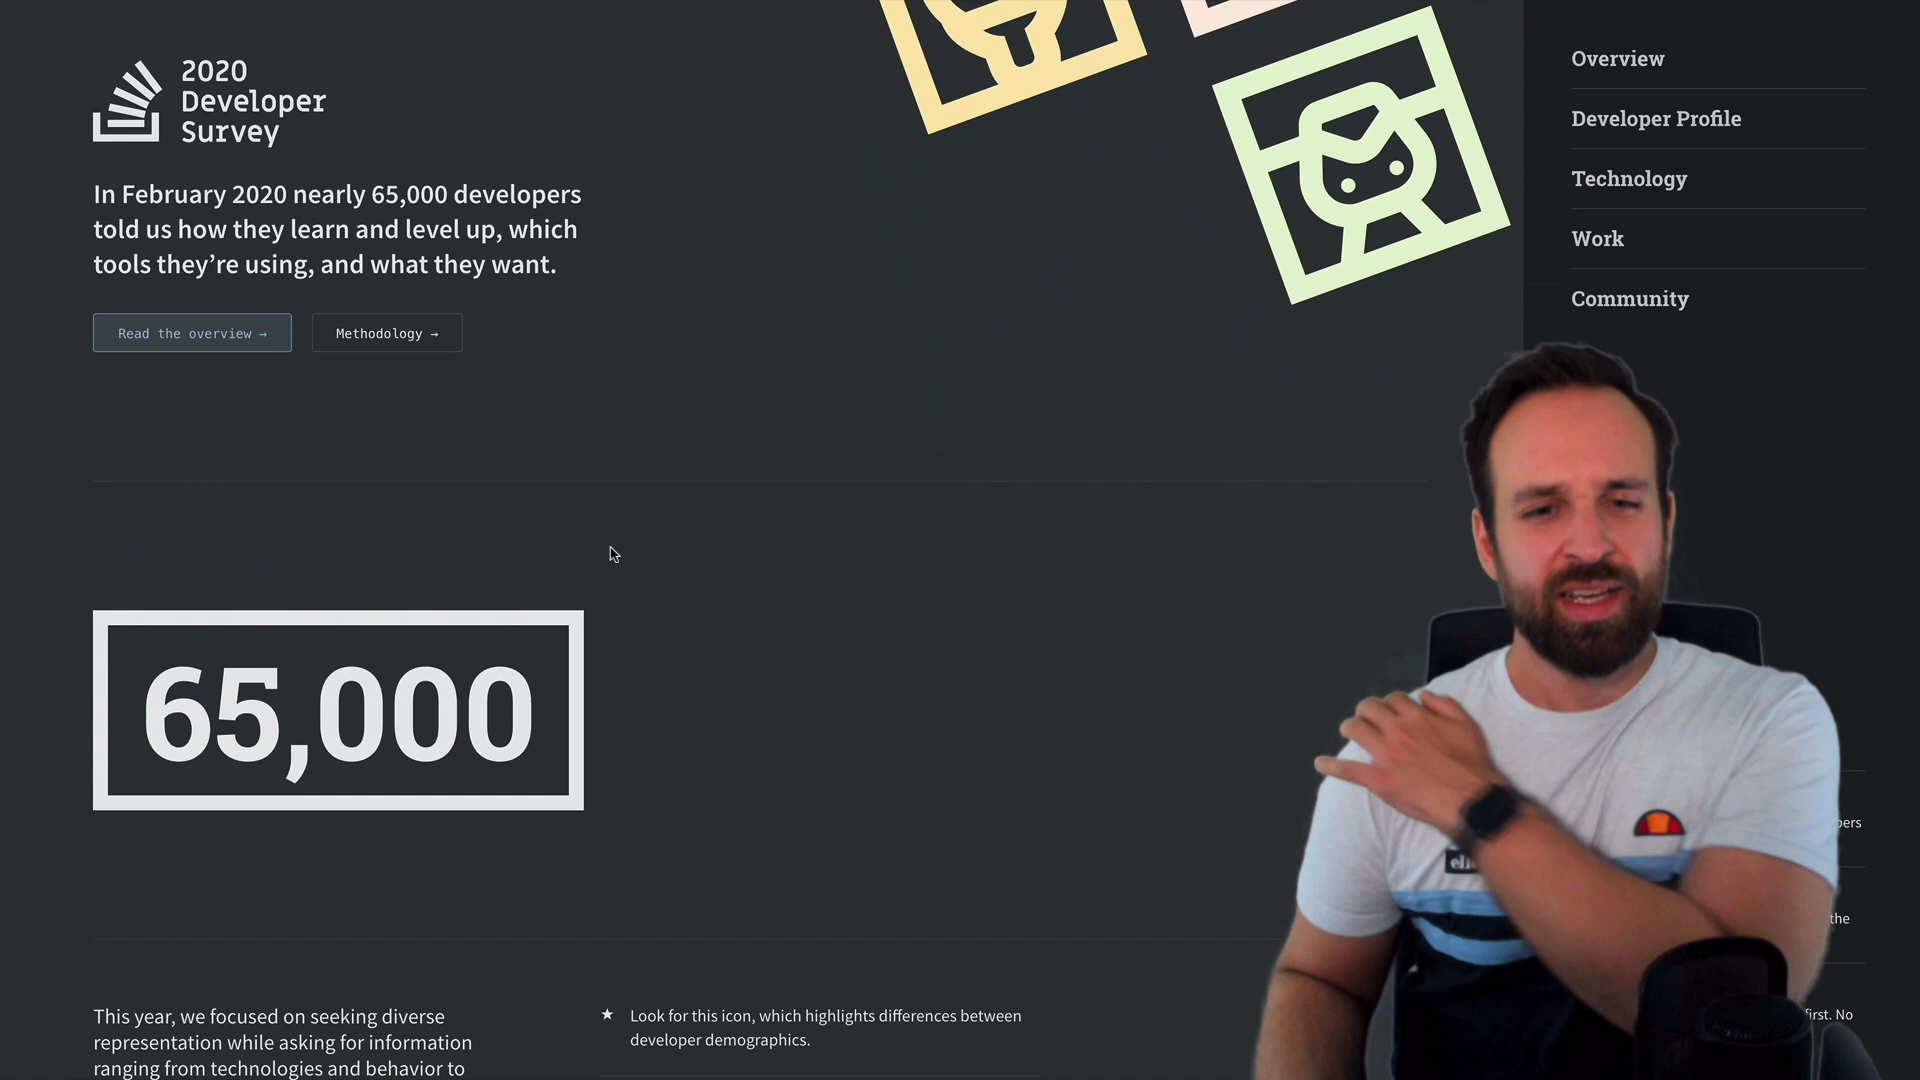 2020
Developer
Survey
In February 2020 nearly 65,000 developers
told us how they learn and level up, which
tools they’re using, and what they want.
Read the overview →
Methodology →
Overview
Developer Profile
Technology
Work
Community
65,000
This year, we focused on seeking diverse
representation while asking for information
ranging from technologies and behavior to
★ Look for this icon, which highlights differences between
developer demographics.
the
first. No